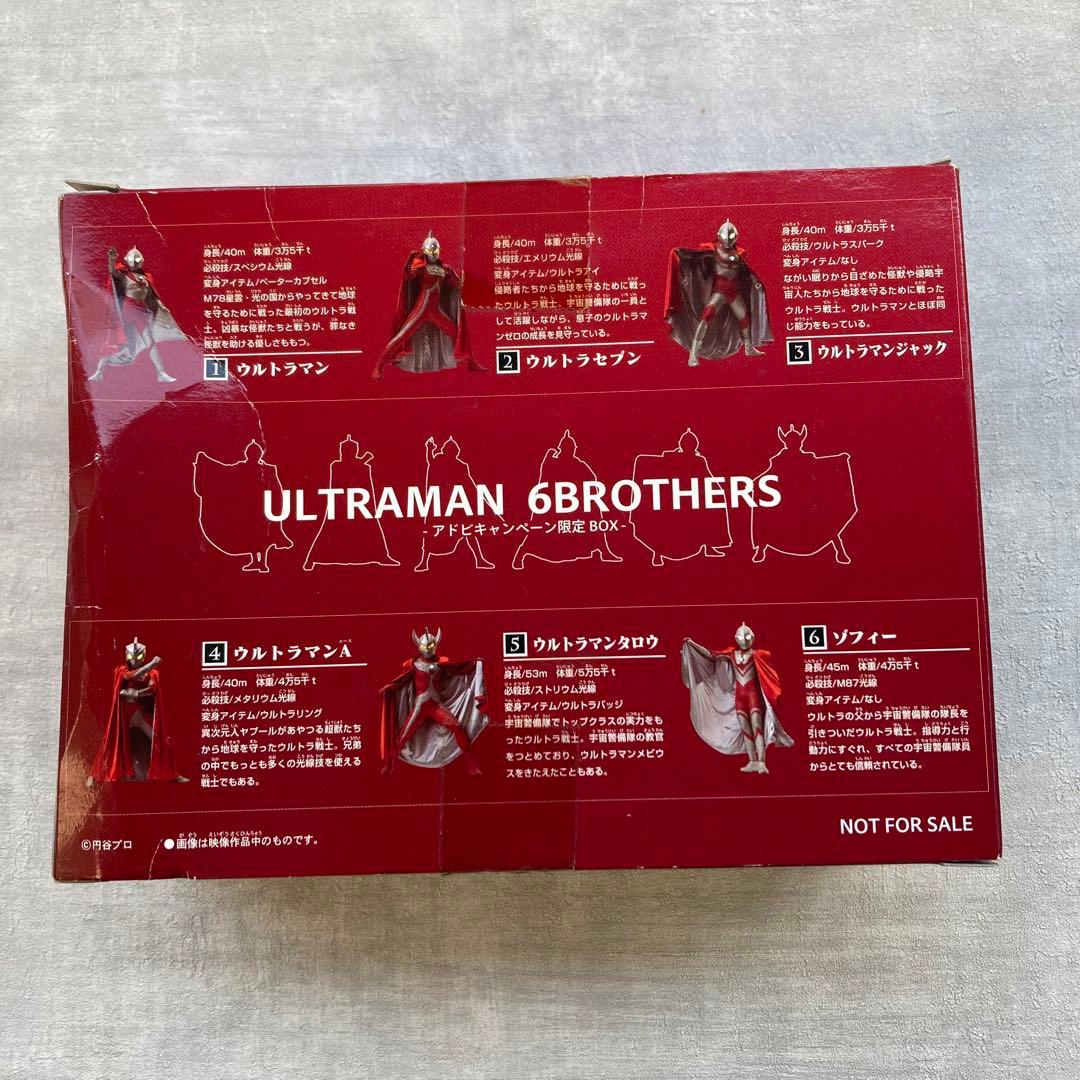 身長/40m 体重/3万5千t
必殺技/スペシウム光線
変身アイテム/ベーターカプセル
M78星雲・光の国からやってきて地球
を守るために戦った最初のウルトラ戦
士。凶暴な怪獣たちと戦うが、罪なき
怪獣を助ける優しさももつ。
1 ウルトラマン
身長/40m 体重/3万5千t
必殺技/エメリウム光線
変身アイテム/ウルトラアイ
侵略者たちから地球を守るために戦っ
たウルトラ戦士。宇宙警備隊の一員と
して活躍しながら、息子のウルトラマ
ンゼロの成長を見守っている。
2 ウルトラセブン
身長/40m 体重/3万5千t
必殺技/ウルトラスパーク
変身アイテム/なし
ながい眠りから目ざめた怪獣や侵略宇
宙人たちから地球を守るために戦った
ウルトラ戦士。ウルトラマンとほぼ同
じ能力をもっている。
3 ウルトラマンジャック
ULTRAMAN 6BROTHERS
-アドピキャンペーン限定BOX-
4 ウルトラマンA
エース
身長/40m 体重/4万5千t
必殺技/メタリウム光線
変身アイテム/ウルトラリング
異次元人ヤプールがあやつる超獣たち
から地球を守ったウルトラ戦士。兄弟
の中でもっとも多くの光線技を使える
戦士でもある。
5 ウルトラマンタロウ
身長/53m 体重/5万5千t
必殺技/ストリウム光線
変身アイテム/ウルトラバッジ
宇宙警備隊でトップクラスの実力をも
ったウルトラ戦士。宇宙警備隊の教官
をつとめており、ウルトラマンメビウ
スをきたえたこともある。
6 ゾフィー
身長/45m 体重/4万5千t
必殺技/M87光線
変身アイテム/なし
ウルトラの父から宇宙警備隊の隊長を
引きついだウルトラ戦士。指導力と行
動力にすぐれ、すべての宇宙警備隊員
からとても信頼されている。
©円谷プロ
●画像は映像作品中のものです。
NOT FOR SALE